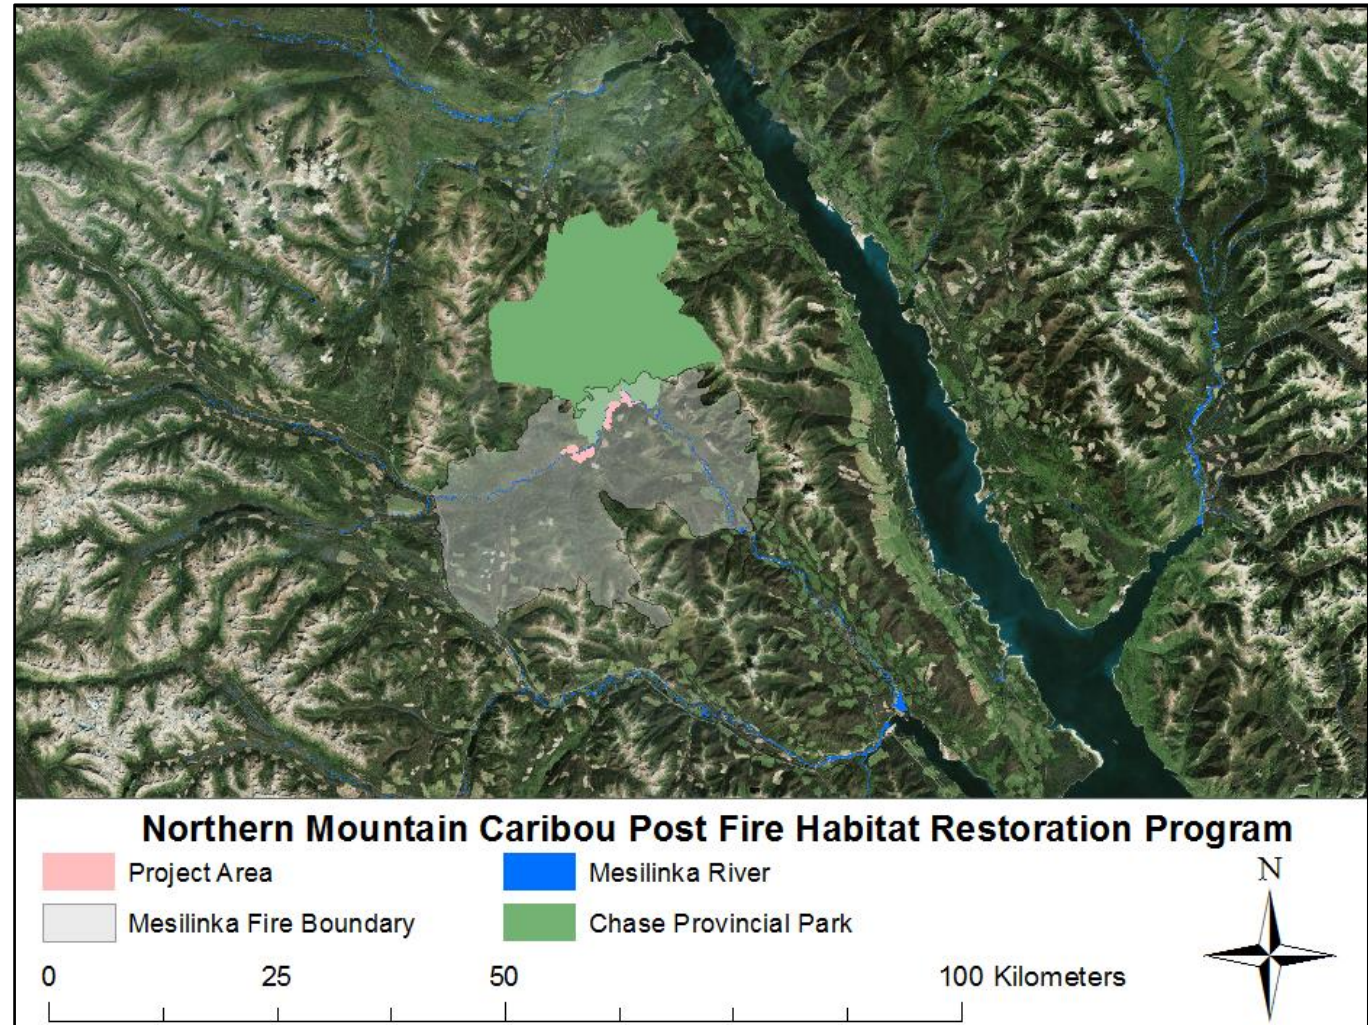 Northern Mountain Caribou Post Fire Habitat Restoration Program
Project Area
Mesilinka River
N
Mesilinka Fire Boundary
Chase Provincial Park
0 25 50 100 Kilometers